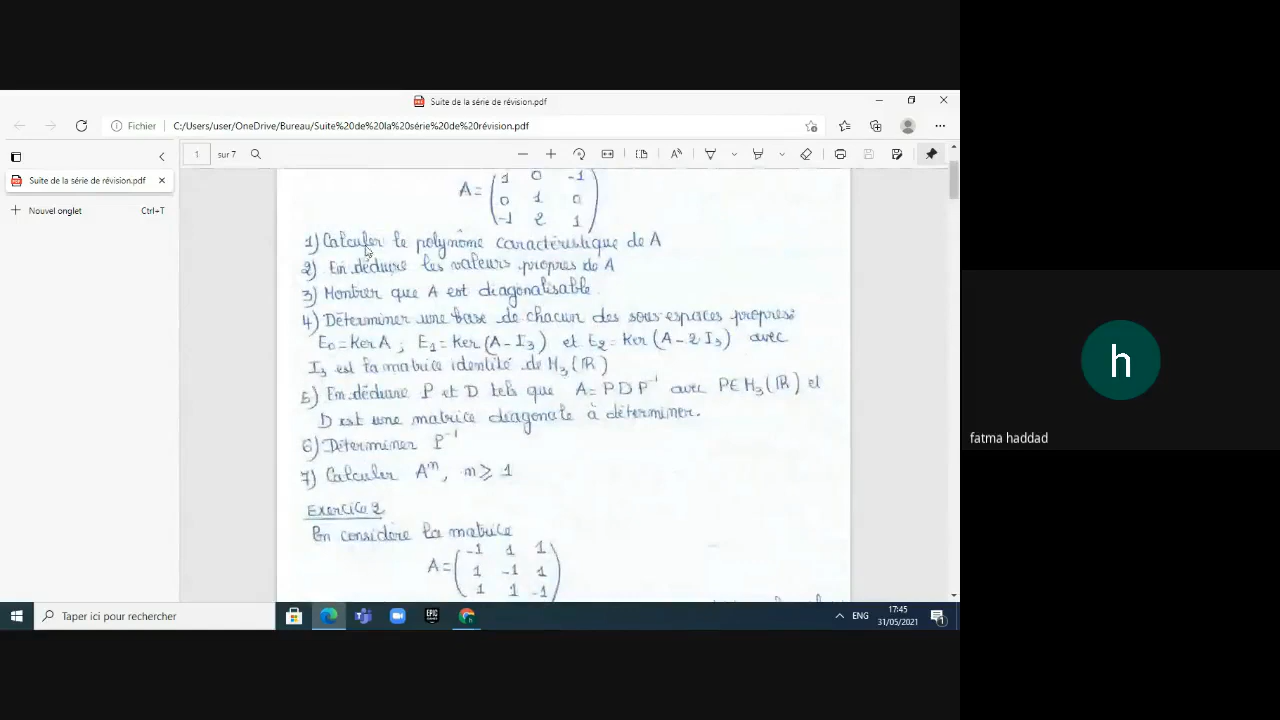 Suite de la série de révision.pdf
Fichier C:/Users/user/OneDrive/Bureau/Suite%20de%20la%20série%20de%20révision.pdf
1 sur 7
Suite de la série de révision.pdf
Nouvel onglet Ctrl+T
A = ( 1 0 -1
0 1 0
-1 2 1 )
1) Calculer le polynôme caractéristique de A
2) En déduire les valeurs propres de A
3) Montrer que A est diagonalisable.
4) Déterminer une base de chacun des sous espaces propres
E₀ = Ker A ; E₁ = Ker (A - I₃) et E₂ = Ker (A - 2 I₃) avec
I₃ est la matrice identité de M₃ (ℝ)
5) En déduire P et D tels que A = P D P⁻¹ avec P ∈ M₃ (ℝ) et
D est une matrice diagonale à déterminer.
6) Déterminer P⁻¹
7) Calculer Aⁿ, n ⩾ 1
Exercice 2
On considère la matrice
A = ( -1 1 1
1 -1 1
1 1 -1 )
h
fatma haddad
Taper ici pour rechercher
EPIC
ENG
17:45
31/05/2021
1